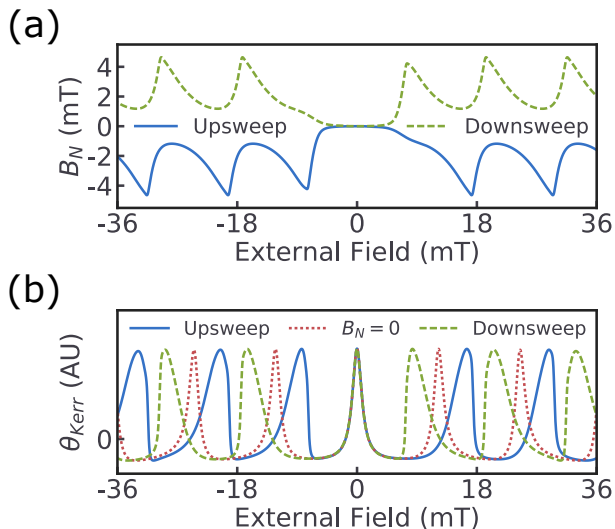 (a)
B_N (mT)
4
2
0
-2
-4
Upsweep
Downsweep
-36
-18
0
18
36
External Field (mT)
(b)
θ_Kerr (AU)
0
Upsweep
B_N = 0
Downsweep
-36
-18
0
18
36
External Field (mT)